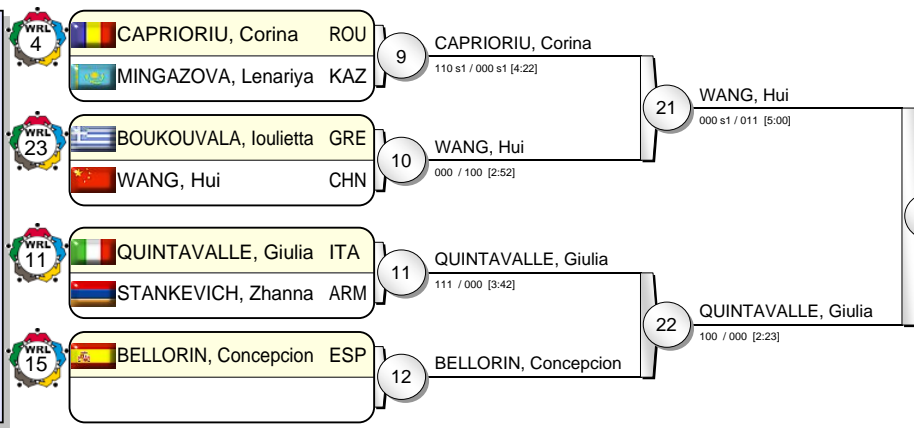 WRL 4
CAPRIORIU, Corina ROU
MINGAZOVA, Lenariya KAZ
9
CAPRIORIU, Corina
110 s1 / 000 s1 [4:22]
WRL 23
BOUKOUVALA, Ioulietta GRE
WANG, Hui CHN
10
WANG, Hui
000 / 100 [2:52]
21
WANG, Hui
000 s1 / 011 [5:00]
WRL 11
QUINTAVALLE, Giulia ITA
STANKEVICH, Zhanna ARM
11
QUINTAVALLE, Giulia
111 / 000 [3:42]
WRL 15
BELLORIN, Concepcion ESP
12
BELLORIN, Concepcion
22
QUINTAVALLE, Giulia
100 / 000 [2:23]